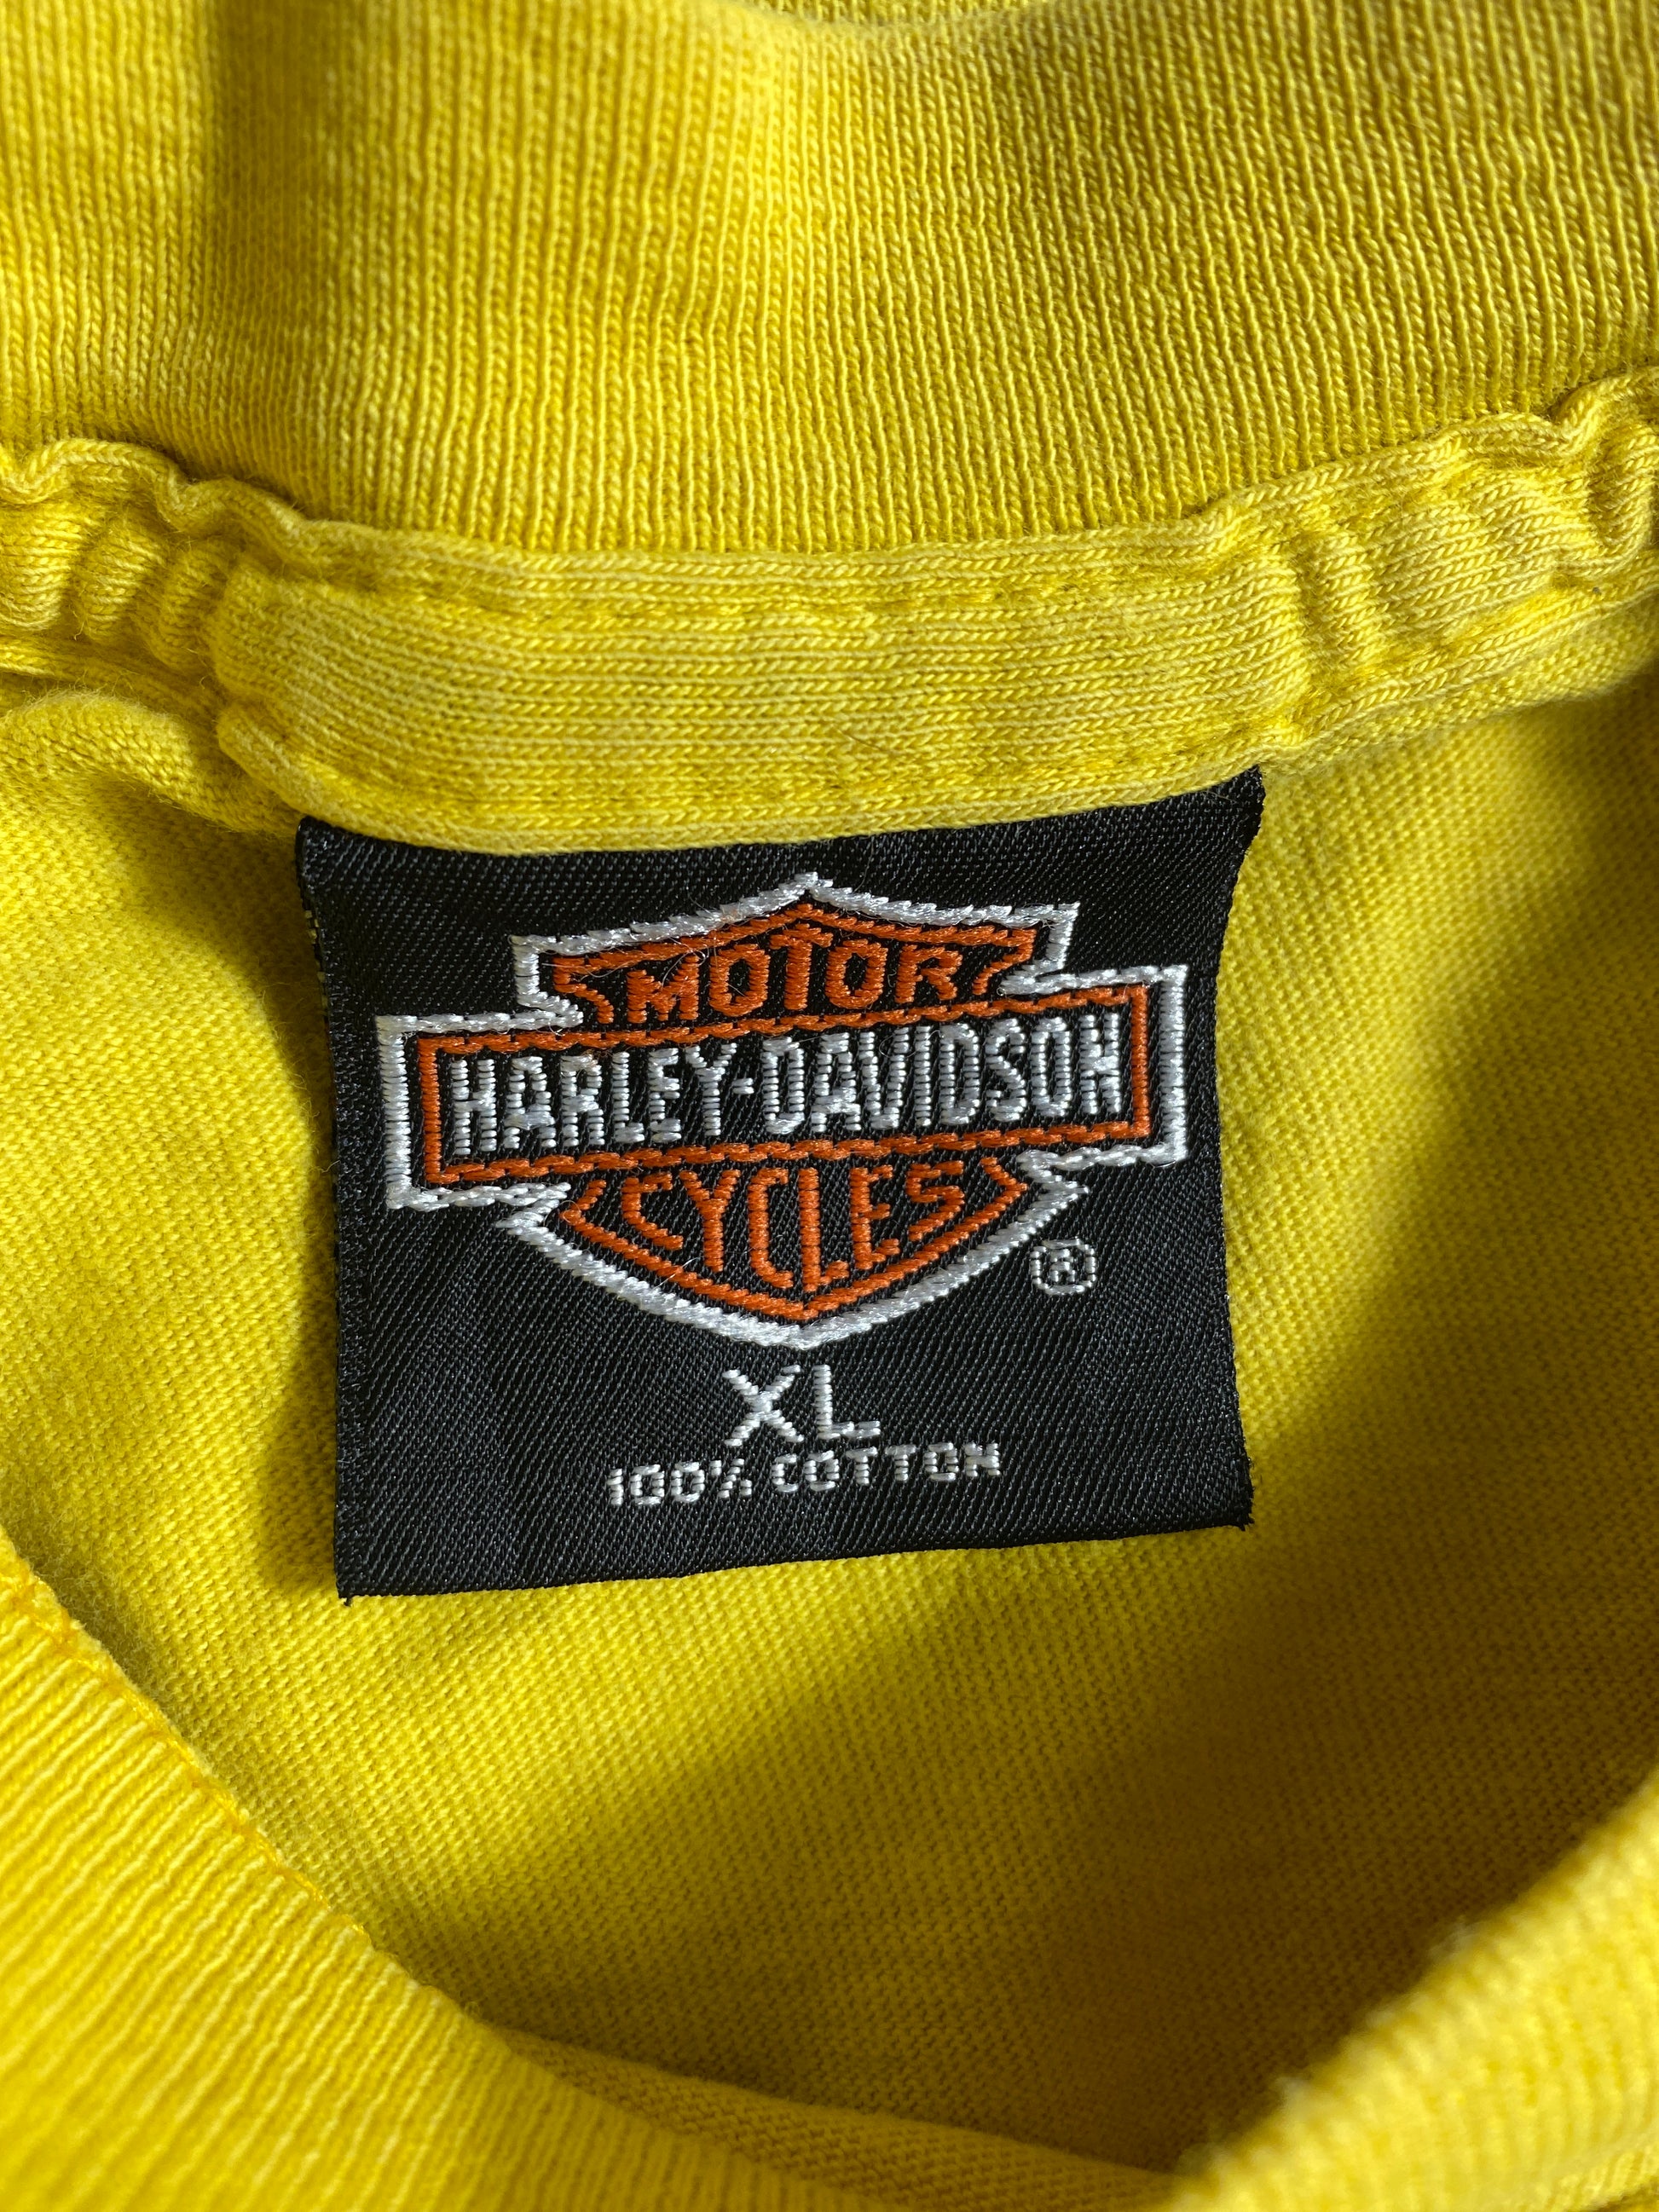 MOTOR
HARLEY-DAVIDSON
CYCLES
®
XL
100% COTTON